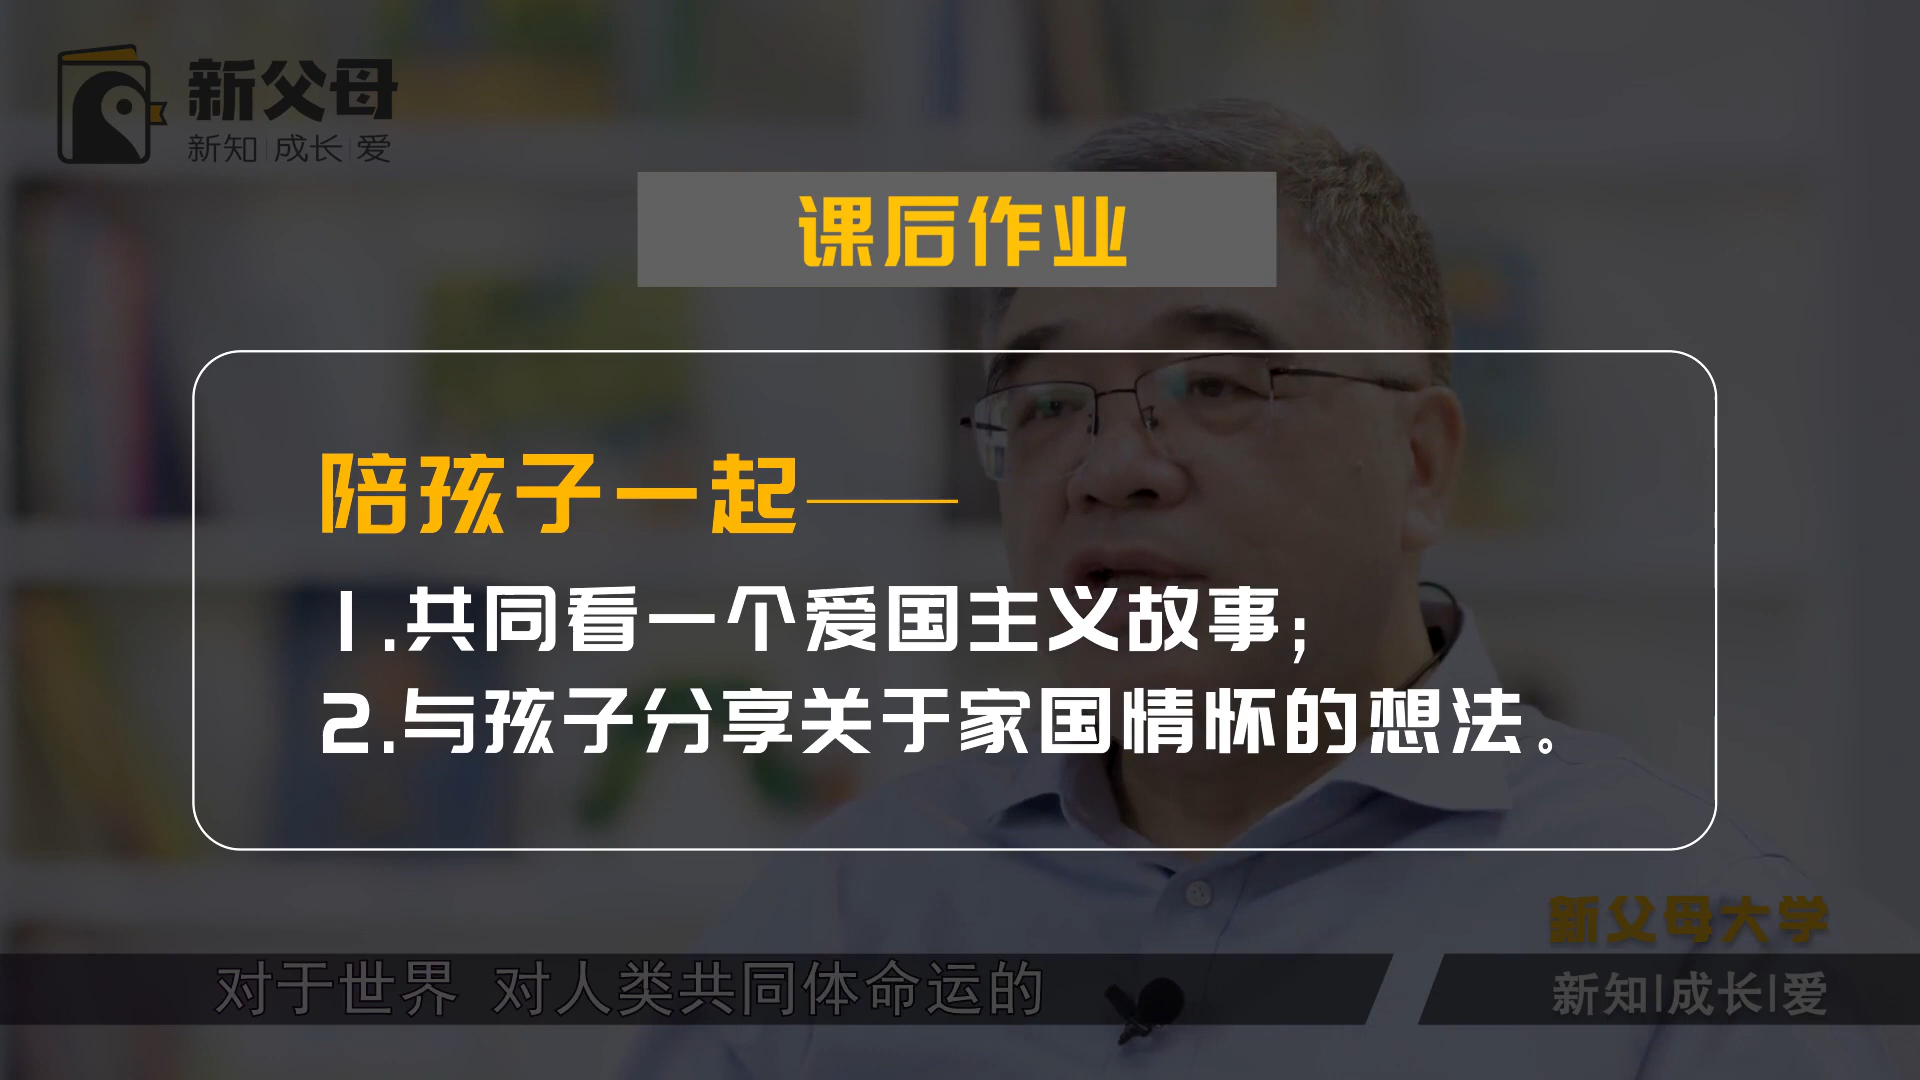 新父母
新知|成长|爱
课后作业
陪孩子一起——
1.共同看一个爱国主义故事；
2.与孩子分享关于家国情怀的想法。
新父母大学
对于世界 对人类共同体命运的
新知|成长|爱